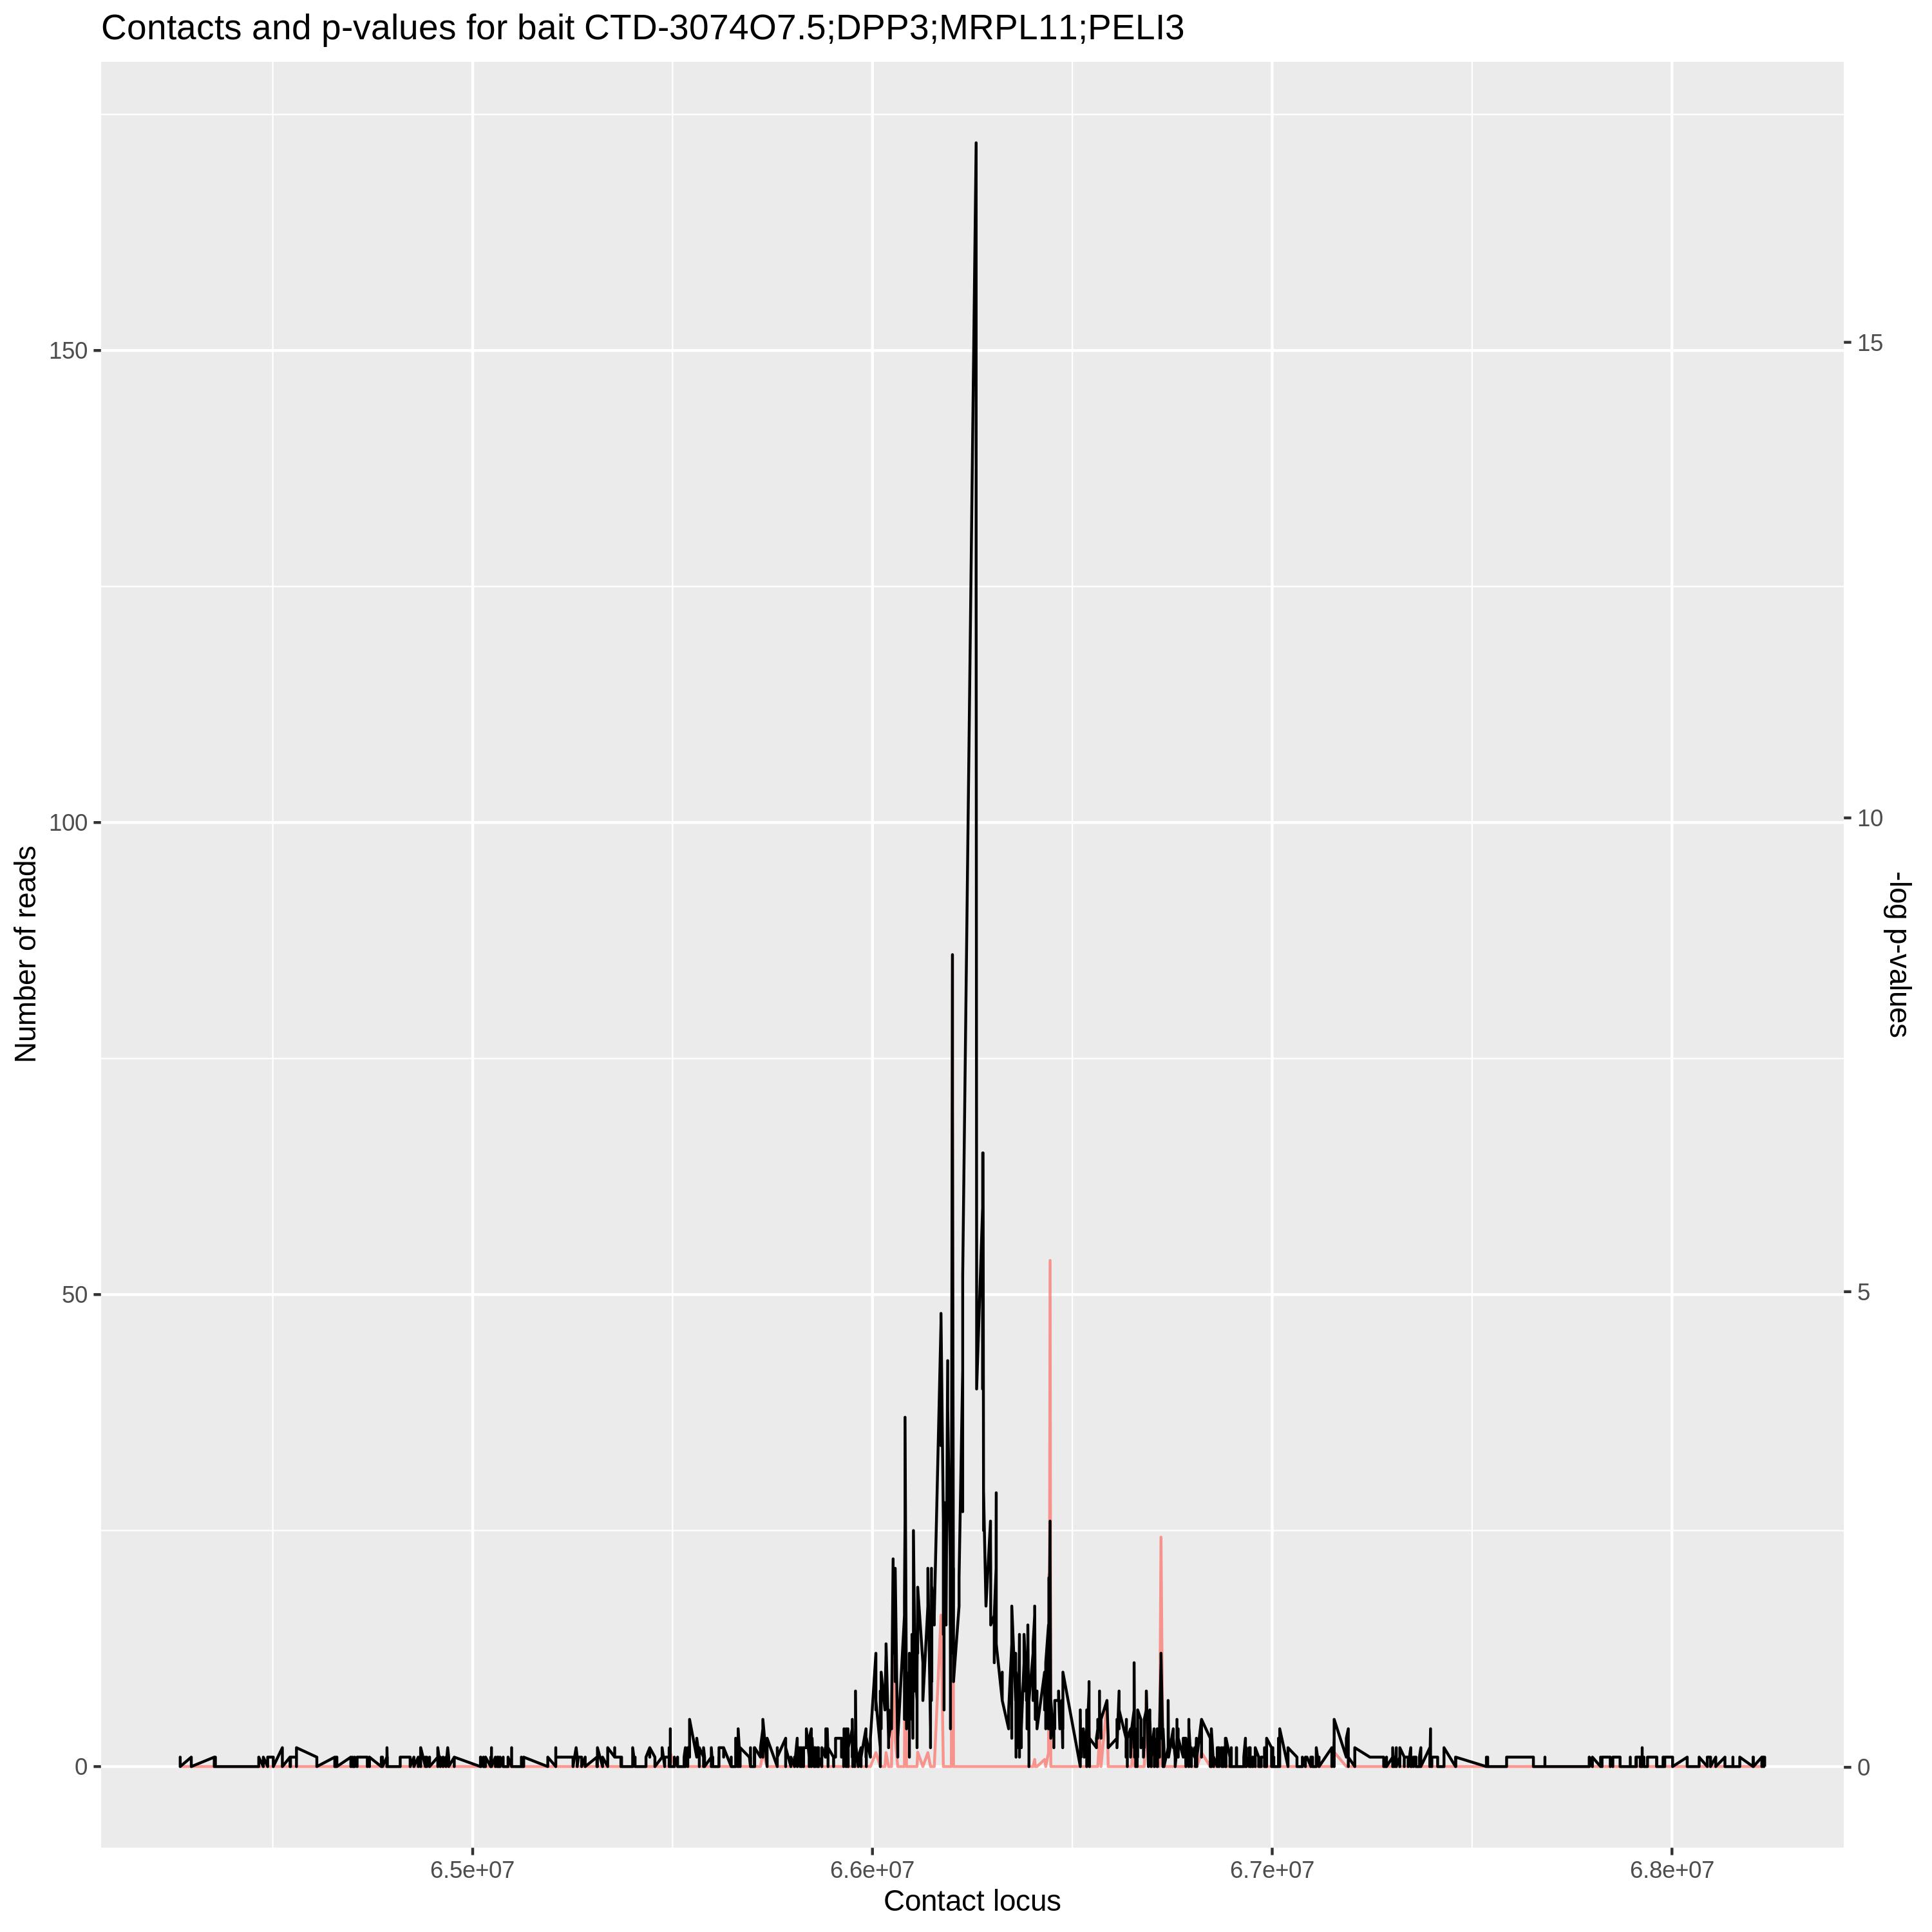 Contacts and p-values for bait CTD-3074O7.5;DPP3;MRPL11;PELI3
150
100
50
0
Number of reads
15
10
5
0
-log p-values
6.5e+07
6.6e+07
6.7e+07
6.8e+07
Contact locus